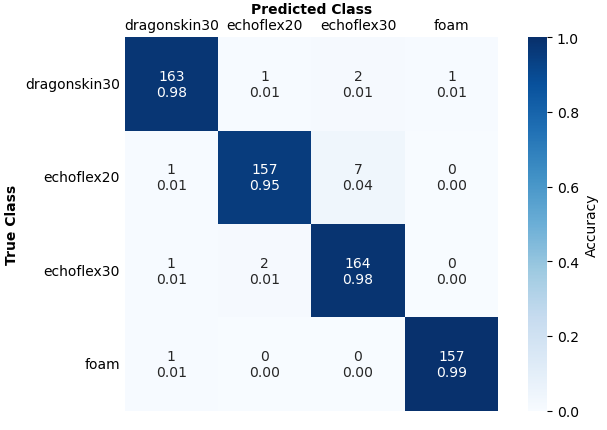 Predicted Class
dragonskin30 echoflex20 echoflex30 foam
dragonskin30
163 1 2 1
0.98 0.01 0.01 0.01
echoflex20
1 157 7 0
0.01 0.95 0.04 0.00
echoflex30
1 2 164 0
0.01 0.01 0.98 0.00
foam
1 0 0 157
0.01 0.00 0.00 0.99
True Class
1.0
0.8
0.6
0.4
0.2
0.0
Accuracy